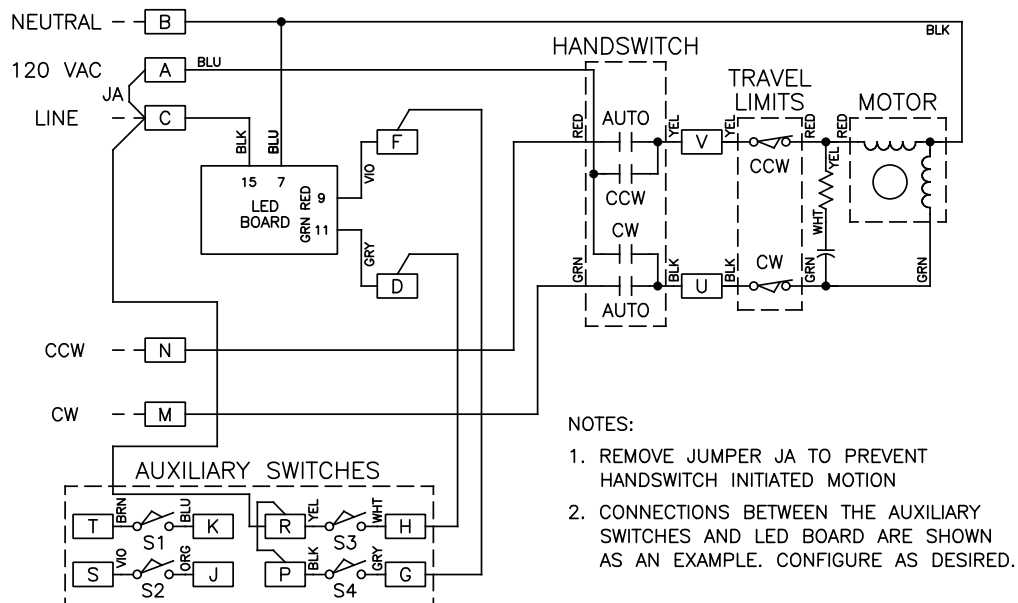 NEUTRAL B
BLK
HANDSWITCH
120 VAC A BLU
TRAVEL
LIMITS
MOTOR
JA
LINE C
AUTO
RED YEL V YEL RED RED
BLK BLU
F
CCW
YEL
15 7
VIO
9
RED
LED
BOARD
CCW
GRN 11
WHT
CW
GRY
D
GRN BLK U BLK CW GRN GRN
AUTO
CCW N
CW M
NOTES:
1. REMOVE JUMPER JA TO PREVENT
HANDSWITCH INITIATED MOTION
2. CONNECTIONS BETWEEN THE AUXILIARY
SWITCHES AND LED BOARD ARE SHOWN
AS AN EXAMPLE. CONFIGURE AS DESIRED.
AUXILIARY SWITCHES
T BRN S1 BLU K R YEL S3 WHT H
S VIO S2 ORG J P BLK S4 GRY G